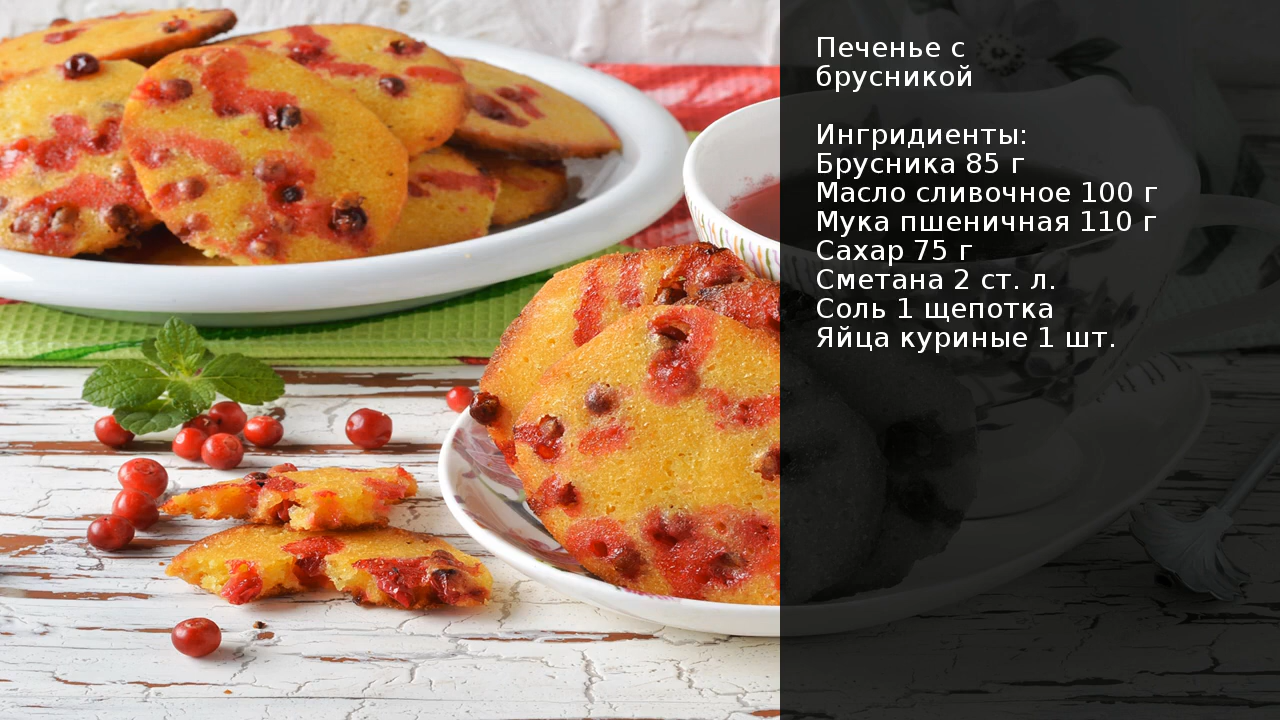 Печенье с
брусникой
Ингридиенты:
Брусника 85 г
Масло сливочное 100 г
Мука пшеничная 110 г
Сахар 75 г
Сметана 2 ст. л.
Соль 1 щепотка
Яйца куриные 1 шт.